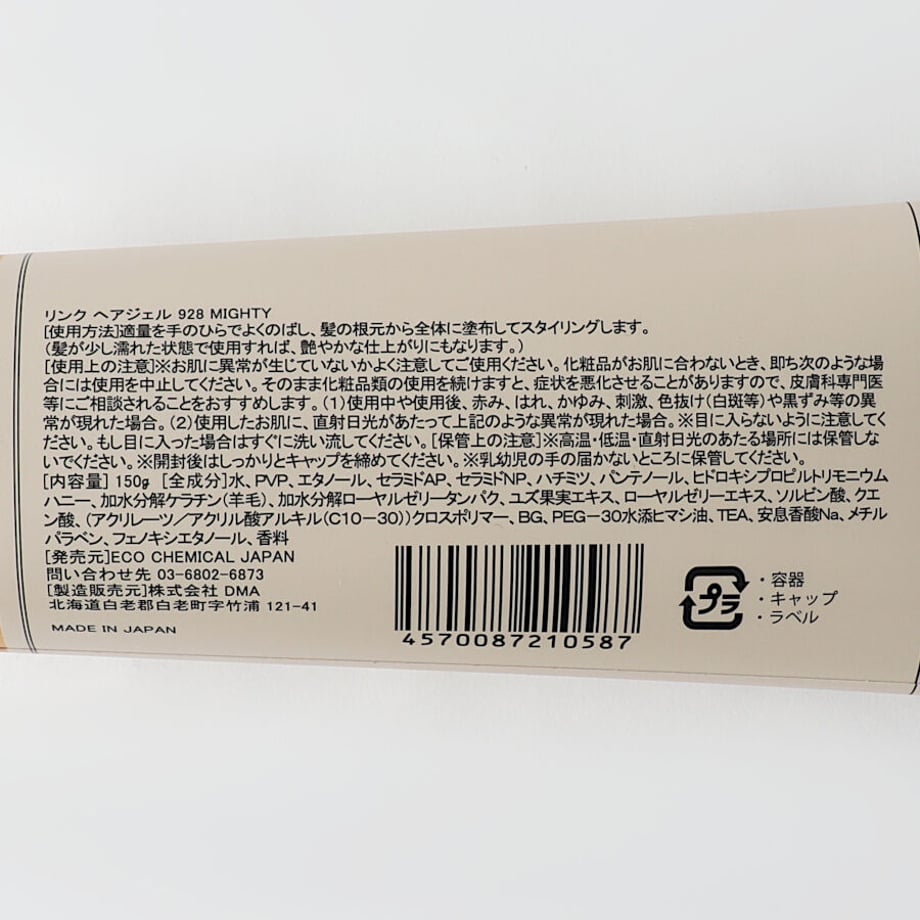 リンク ヘアジェル 928 MIGHTY
[使用方法]適量を手のひらでよくのばし、髪の根元から全体に塗布してスタイリングします。
(髪が少し濡れた状態で使用すれば、艶やかな仕上がりにもなります。)
[使用上の注意]※お肌に異常が生じていないかよく注意してご使用ください。化粧品がお肌に合わないとき、即ち次のような場
合には使用を中止してください。そのまま化粧品類の使用を続けますと、症状を悪化させることがありますので、皮膚科専門医
等にご相談されることをおすすめします。(1)使用中や使用後、赤み、はれ、かゆみ、刺激、色抜け(白斑等)や黒ずみ等の異
常が現れた場合。(2)使用したお肌に、直射日光があたって上記のような異常が現れた場合。※目に入らないように注意してく
ださい。もし目に入った場合はすぐに洗い流してください。[保管上の注意]※高温・低温・直射日光のあたる場所には保管しな
いでください。※開封後はしっかりとキャップを締めてください。※乳幼児の手の届かないところに保管してください。
[内容量] 150g [全成分]水、PVP、エタノール、セラミドAP、セラミドNP、ハチミツ、パンテノール、ヒドロキシプロピルトリモニウム
ハニー、加水分解ケラチン(羊毛)、加水分解ローヤルゼリータンパク、ユズ果実エキス、ローヤルゼリーエキス、ソルビン酸、クエ
ン酸、(アクリレーツ/アクリル酸アルキル(C10-30))クロスポリマー、BG、PEG-30水添ヒマシ油、TEA、安息香酸Na、メチル
パラベン、フェノキシエタノール、香料
[発売元]ECO CHEMICAL JAPAN
問い合わせ先 03-6802-6873
[製造販売元]株式会社 DMA
北海道白老郡白老町字竹浦 121-41
MADE IN JAPAN
4570087210587
プラ
・容器
・キャップ
・ラベル